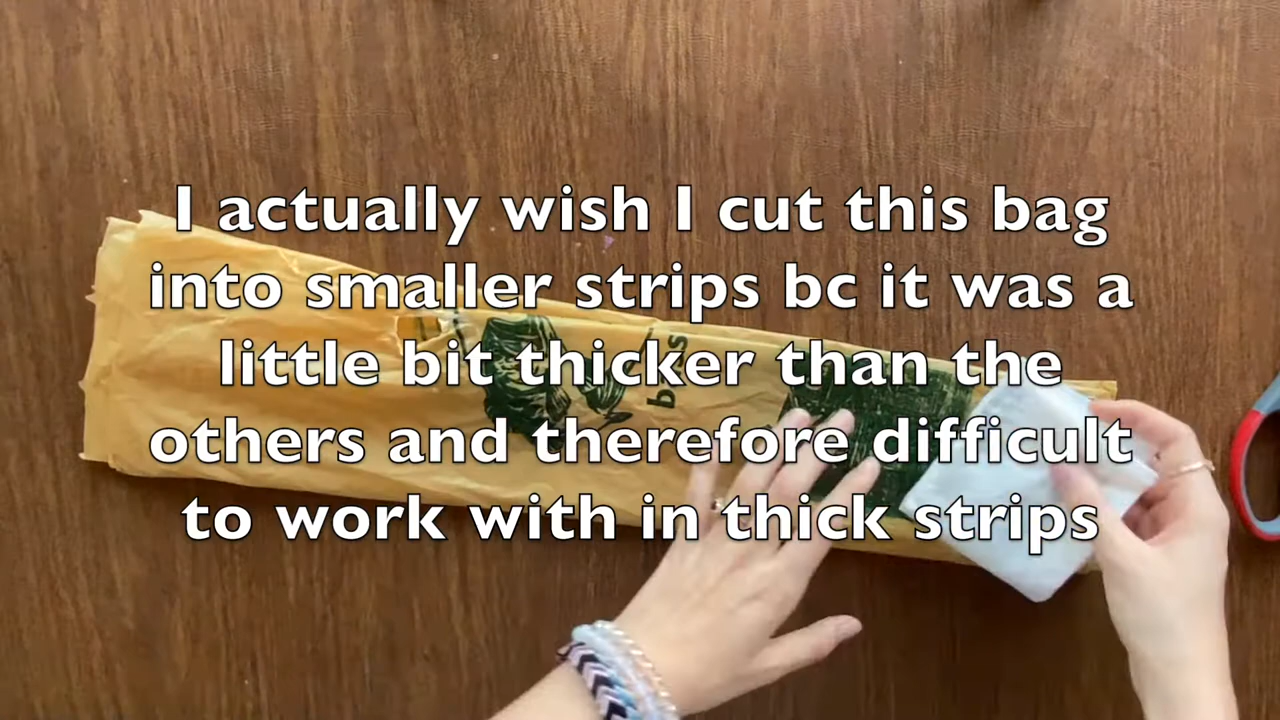 I actually wish I cut this bag
into smaller strips bc it was a
little bit thicker than the
others and therefore difficult
to work with in thick strips